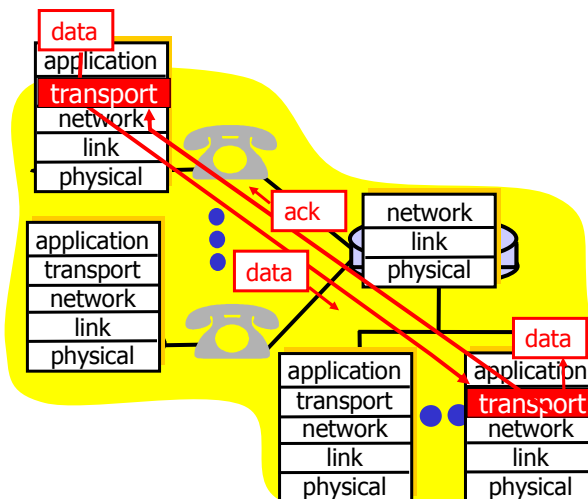 data
application
transport
network
link
physical
ack
network
link
physical
application
transport
network
link
physical
data
data
application
transport
network
link
physical
application
transport
network
link
physical